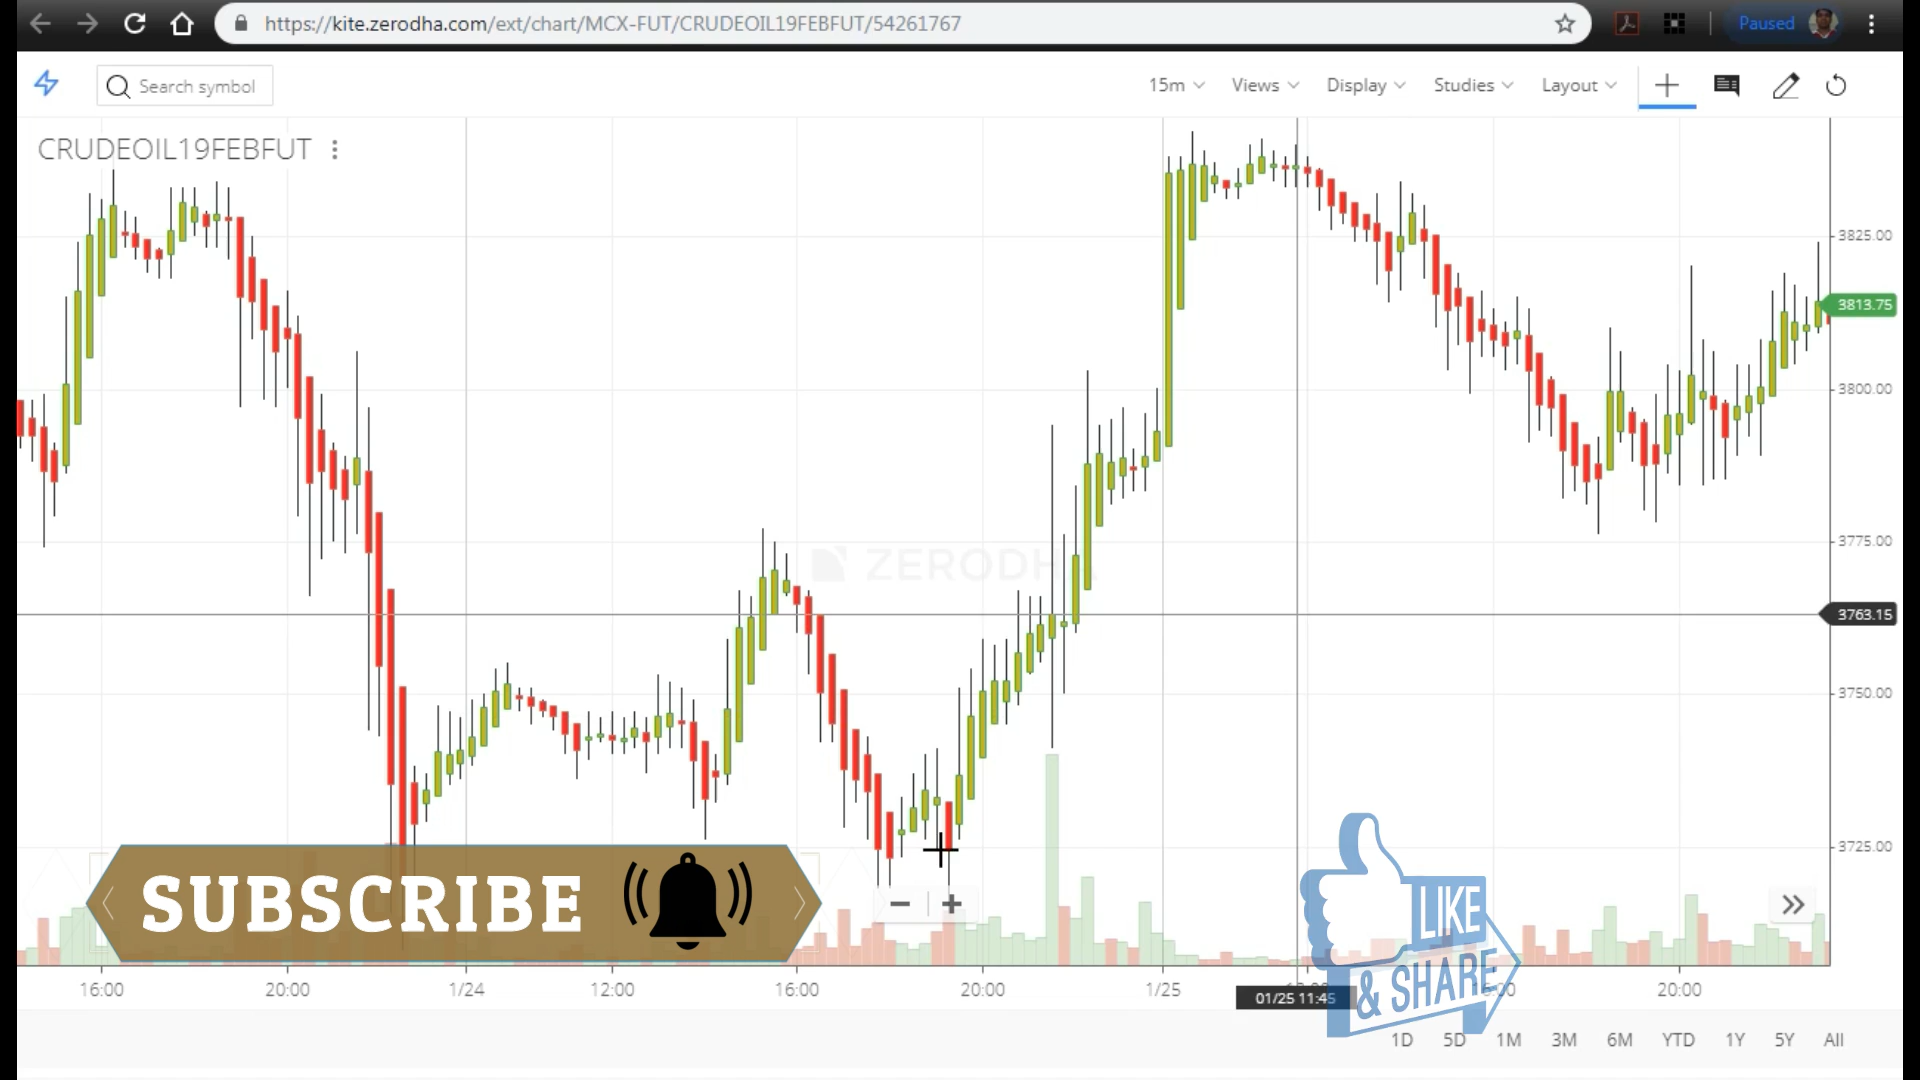 https://kite.zerodha.com/ext/chart/MCX-FUT/CRUDEOIL19FEBFUT/54261767
Paused
Search symbol
15m Views Display Studies Layout
CRUDEOIL19FEBFUT
3825.00
3813.75
3800.00
3775.00
ZERODH
3763.15
3750.00
3725.00
SUBSCRIBE
LIKE
& SHARE
16:00 20:00 1/24 12:00 16:00 20:00 1/25 20:00
01/25 11:45
1D 5D 1M 3M 6M YTD 1Y 5Y All